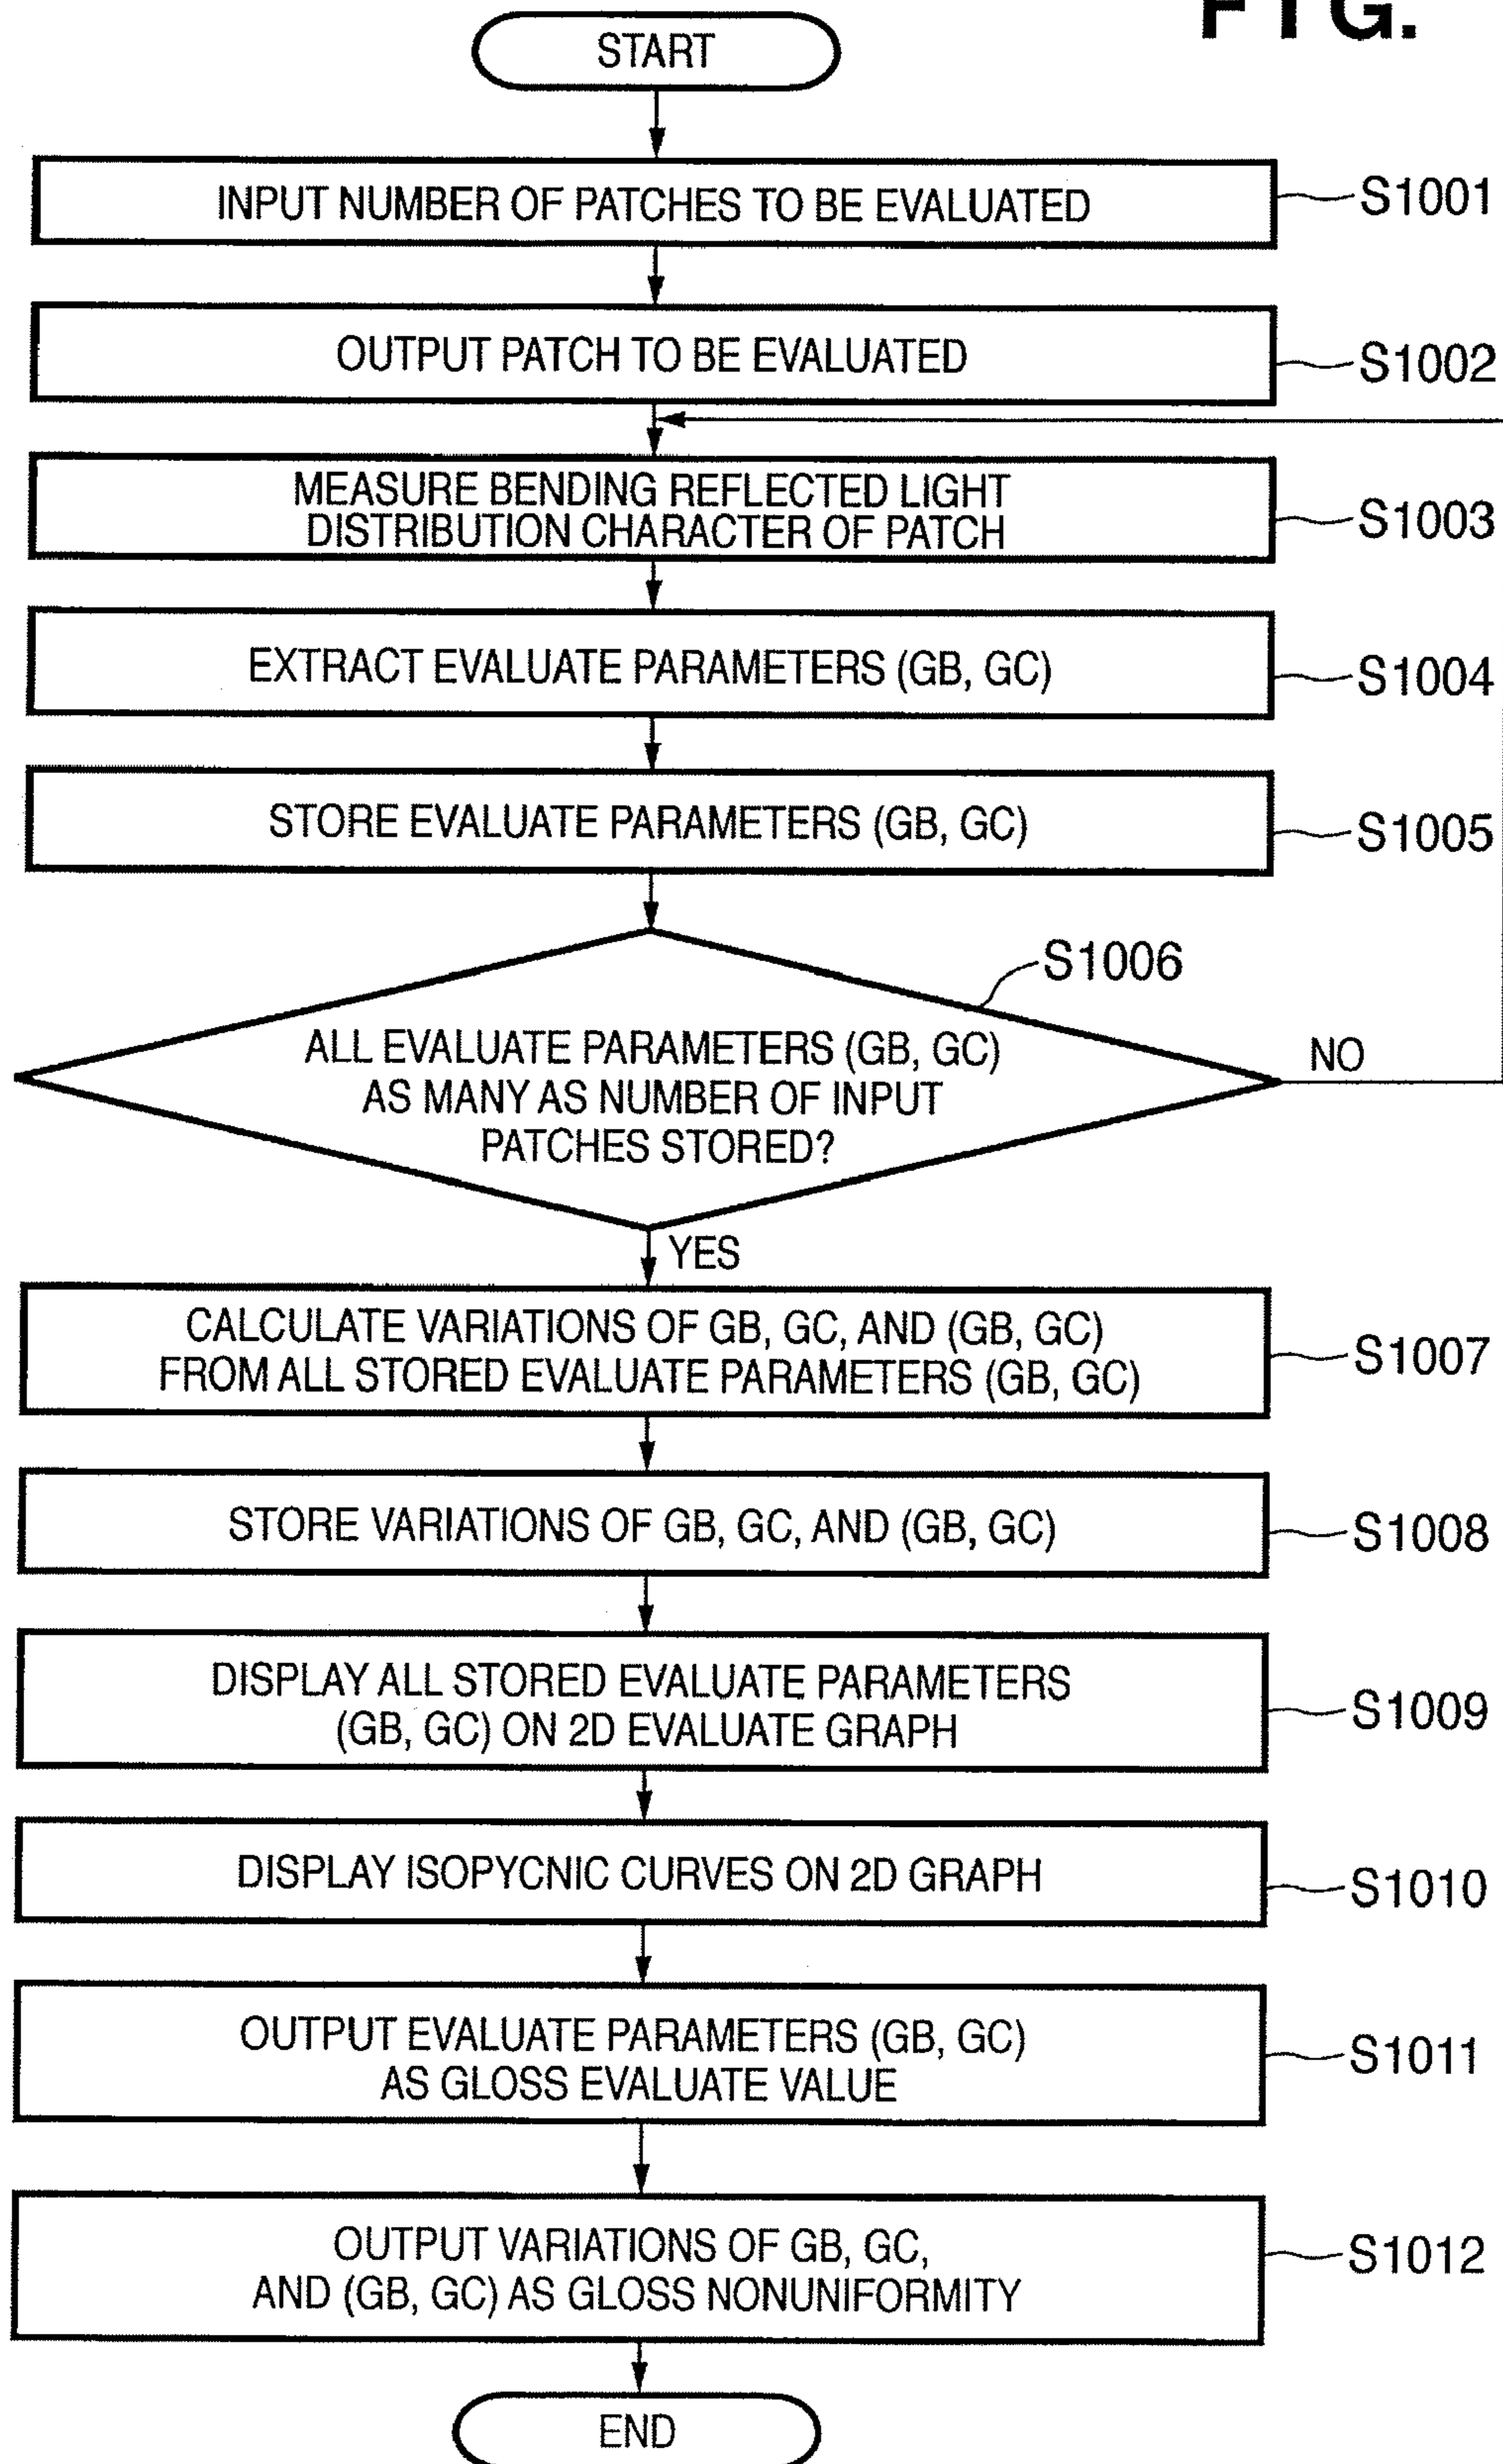 FIG.
START
INPUT NUMBER OF PATCHES TO BE EVALUATED
S1001
OUTPUT PATCH TO BE EVALUATED
S1002
MEASURE BENDING REFLECTED LIGHT
DISTRIBUTION CHARACTER OF PATCH
S1003
EXTRACT EVALUATE PARAMETERS (GB, GC)
S1004
STORE EVALUATE PARAMETERS (GB, GC)
S1005
S1006
ALL EVALUATE PARAMETERS (GB, GC)
AS MANY AS NUMBER OF INPUT
PATCHES STORED?
NO
YES
CALCULATE VARIATIONS OF GB, GC, AND (GB, GC)
FROM ALL STORED EVALUATE PARAMETERS (GB, GC)
S1007
STORE VARIATIONS OF GB, GC, AND (GB, GC)
S1008
DISPLAY ALL STORED EVALUATE PARAMETERS
(GB, GC) ON 2D EVALUATE GRAPH
S1009
DISPLAY ISOPYCNIC CURVES ON 2D GRAPH
S1010
OUTPUT EVALUATE PARAMETERS (GB, GC)
AS GLOSS EVALUATE VALUE
S1011
OUTPUT VARIATIONS OF GB, GC,
AND (GB, GC) AS GLOSS NONUNIFORMITY
S1012
END